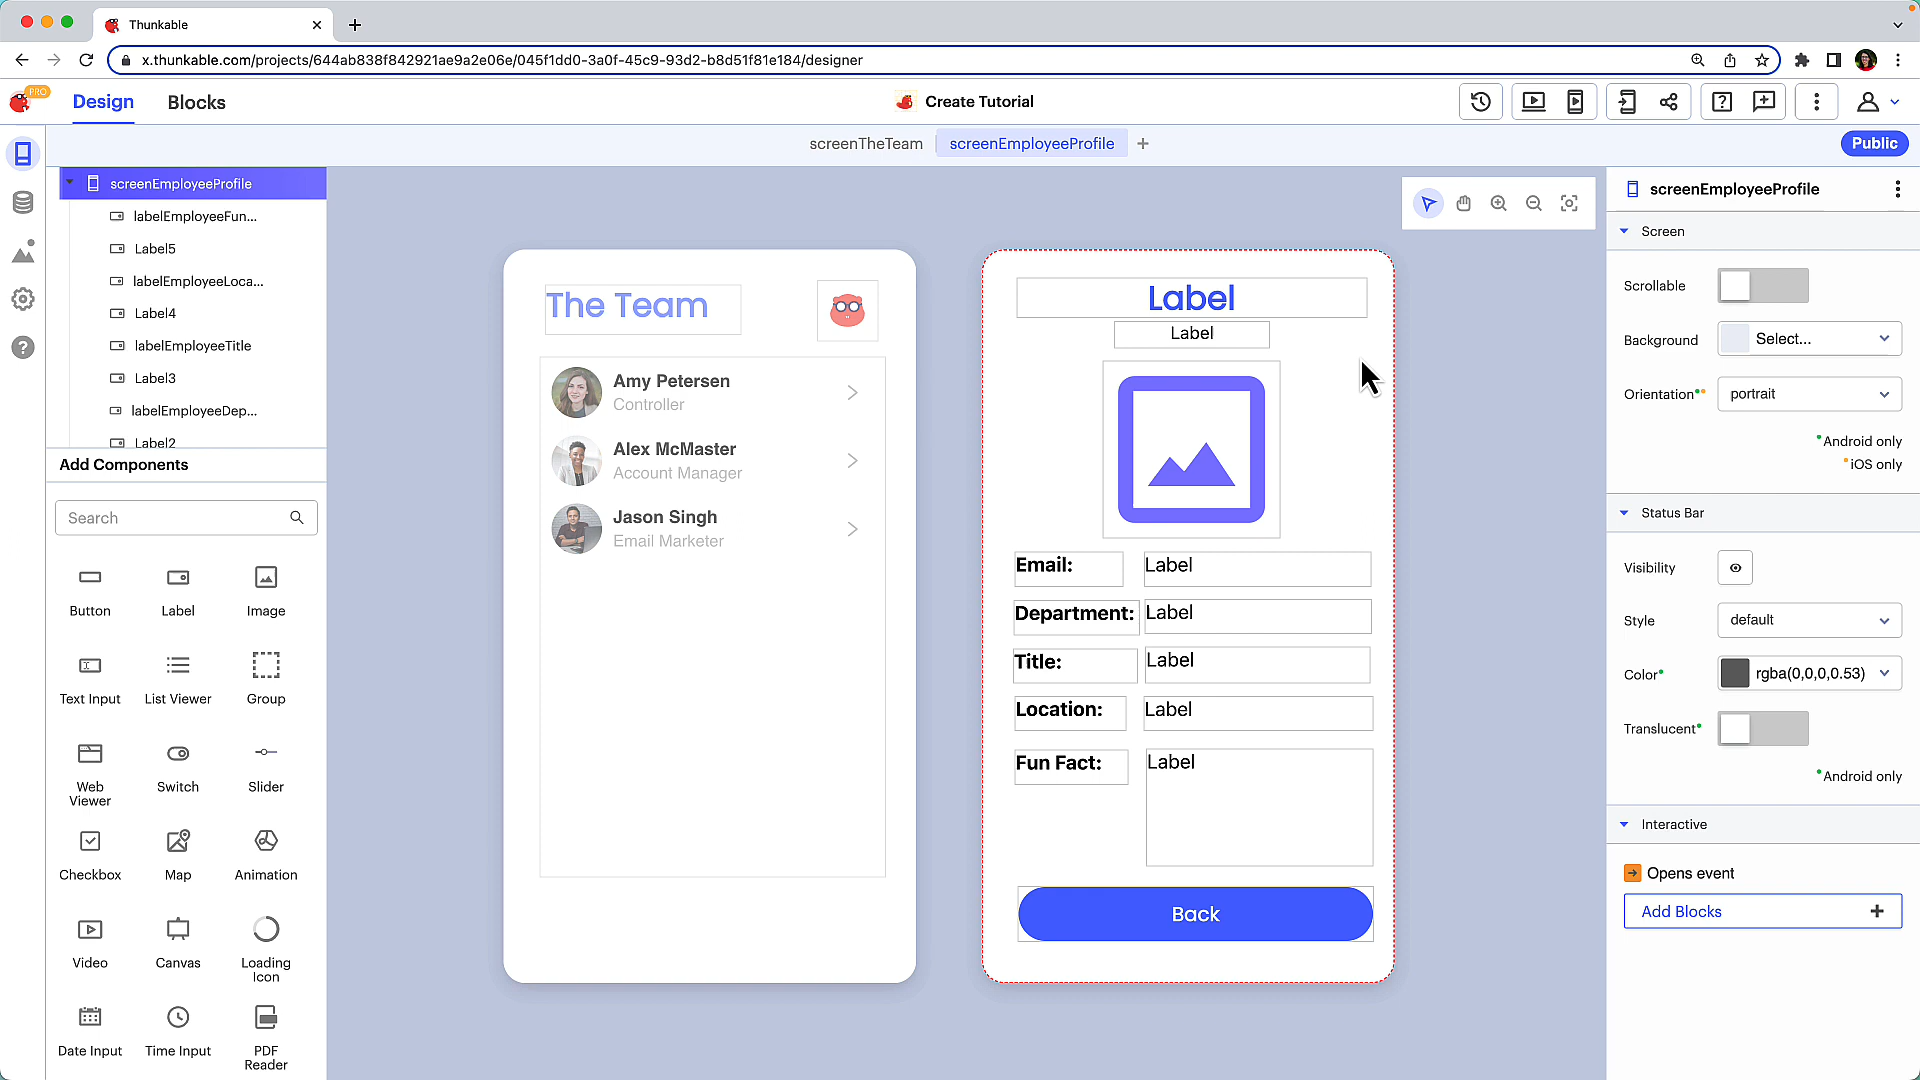 Thunkable
x.thunkable.com/projects/644ab838f842921ae9a2e06e/045f1dd0-3a0f-45c9-93d2-b8d51f81e184/designer
PRO
Design
Blocks
Create Tutorial
screenTheTeam
screenEmployeeProfile
Public
screenEmployeeProfile
labelEmployeeFun...
Label5
labelEmployeeLoca...
Label4
labelEmployeeTitle
Label3
labelEmployeeDep...
Label2
Add Components
Search
Button
Label
Image
Text Input
List Viewer
Group
Web
Viewer
Switch
Slider
Checkbox
Map
Animation
Video
Canvas
Loading
Icon
Date Input
Time Input
PDF
Reader
The Team
Amy Petersen
Controller
Alex McMaster
Account Manager
Jason Singh
Email Marketer
Label
Label
Email:
Label
Department:
Label
Title:
Label
Location:
Label
Fun Fact:
Label
Back
screenEmployeeProfile
Screen
Scrollable
Background
Select...
Orientation
portrait
Android only
iOS only
Status Bar
Visibility
Style
default
Color
rgba(0,0,0,0.53)
Translucent
Android only
Interactive
Opens event
Add Blocks